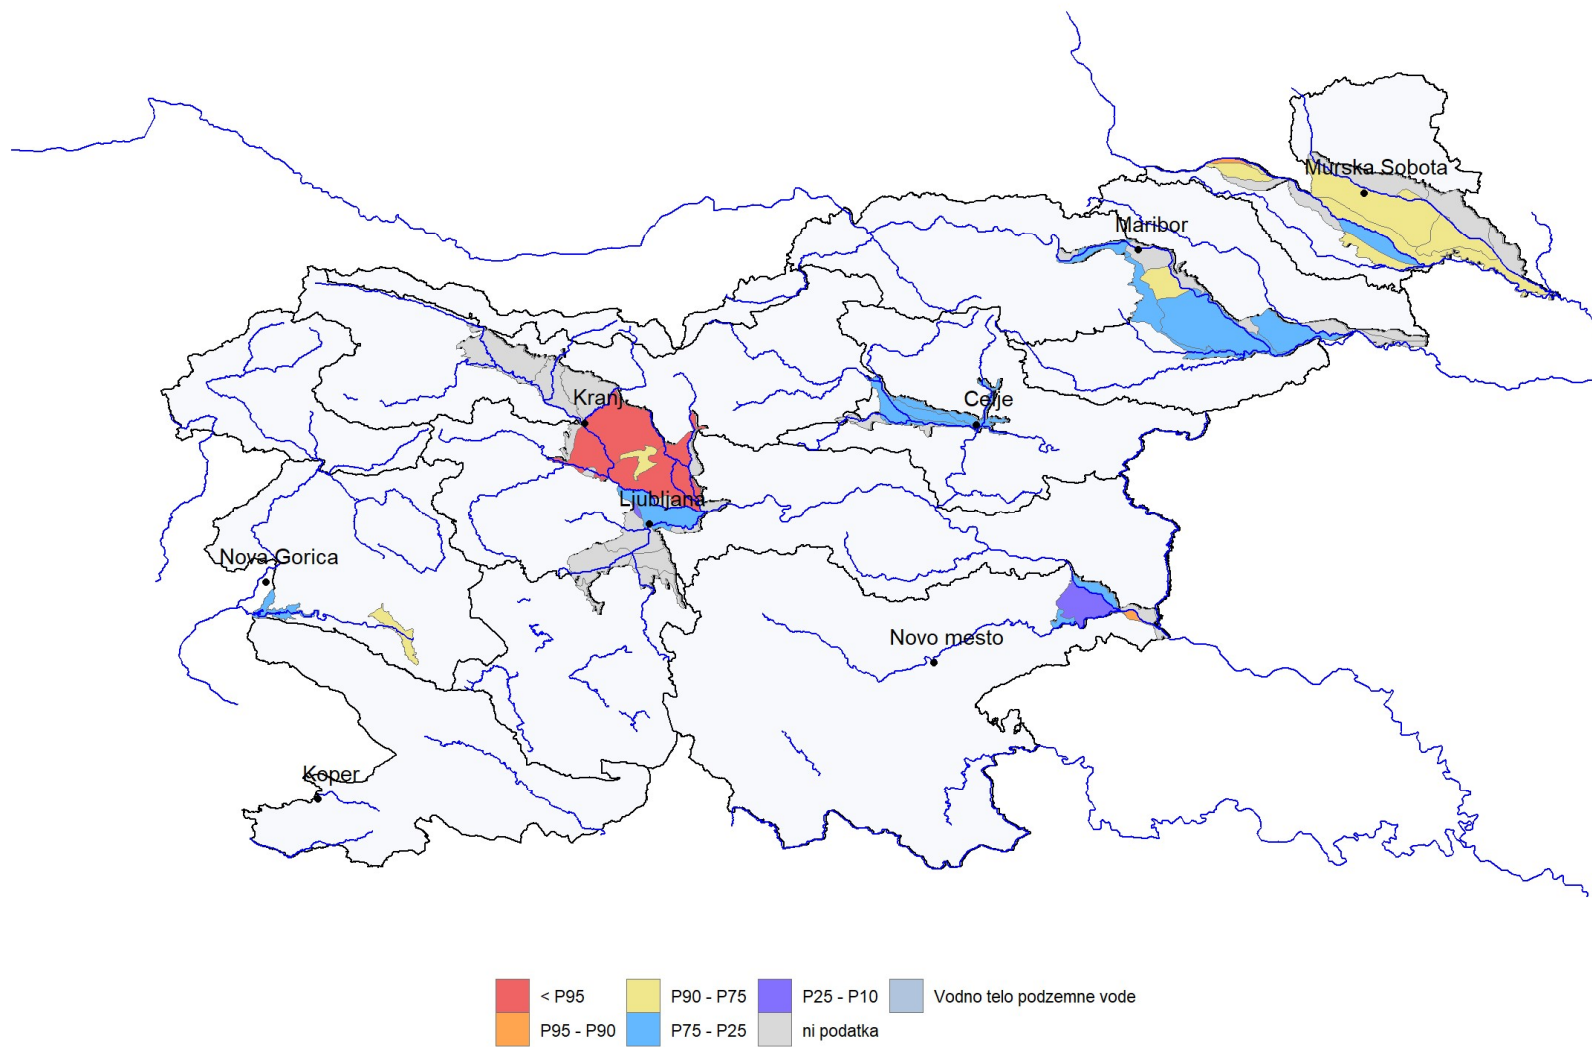 Murska Sobota
Maribor
Kranj
Celje
Ljubljana
Nova Gorica
Novo mesto
Koper
< P95
P90 - P75
P25 - P10
Vodno telo podzemne vode
P95 - P90
P75 - P25
ni podatka